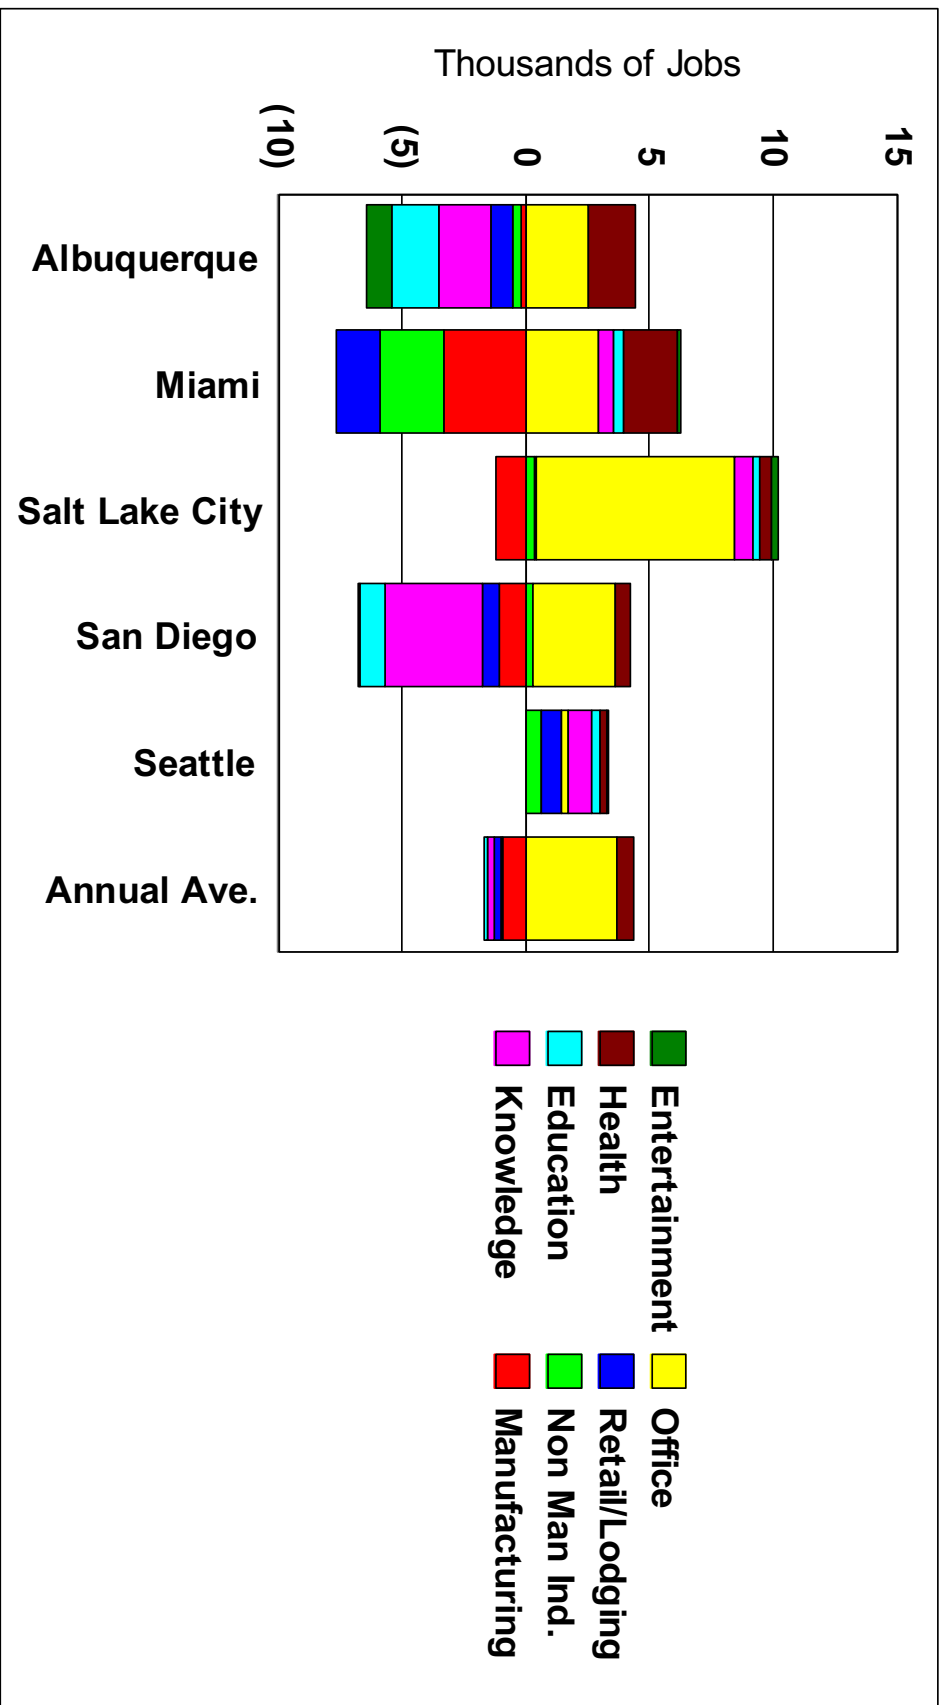 Thousands of Jobs
(10)
(5)
0
5
10
15
Albuquerque
Miami
Salt Lake City
San Diego
Seattle
Annual Ave.
Entertainment
Health
Education
Knowledge
Office
Retail/Lodging
Non Man Ind.
Manufacturing